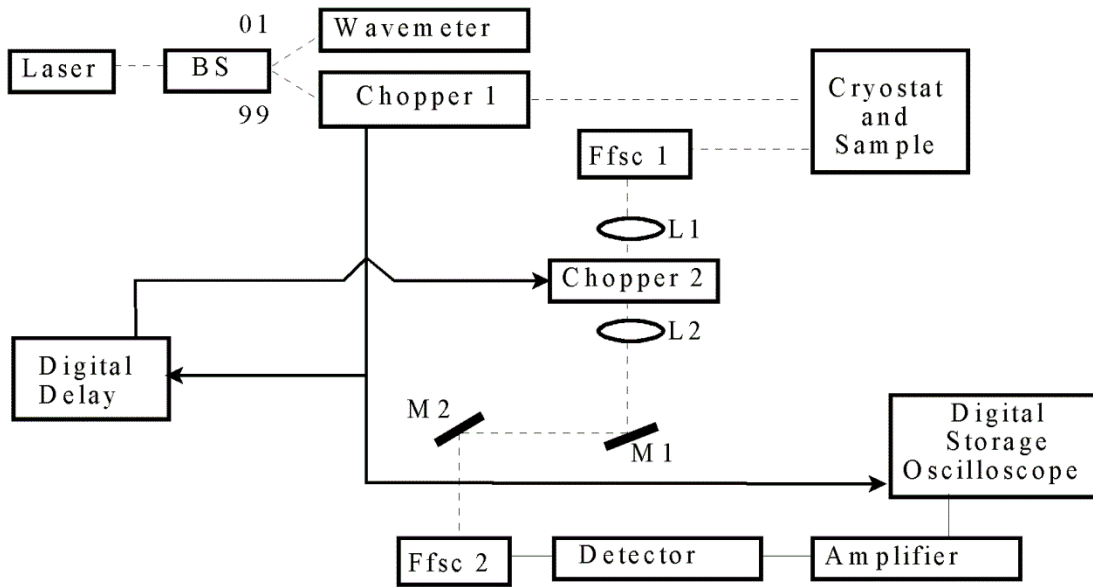 01
Wavemeter
Laser
BS
Chopper 1
99
Cryostat
and
Sample
Ffsc 1
L1
Chopper 2
L2
Digital
Delay
M2
M1
Digital
Storage
Oscilloscope
Ffsc 2
Detector
Amplifier